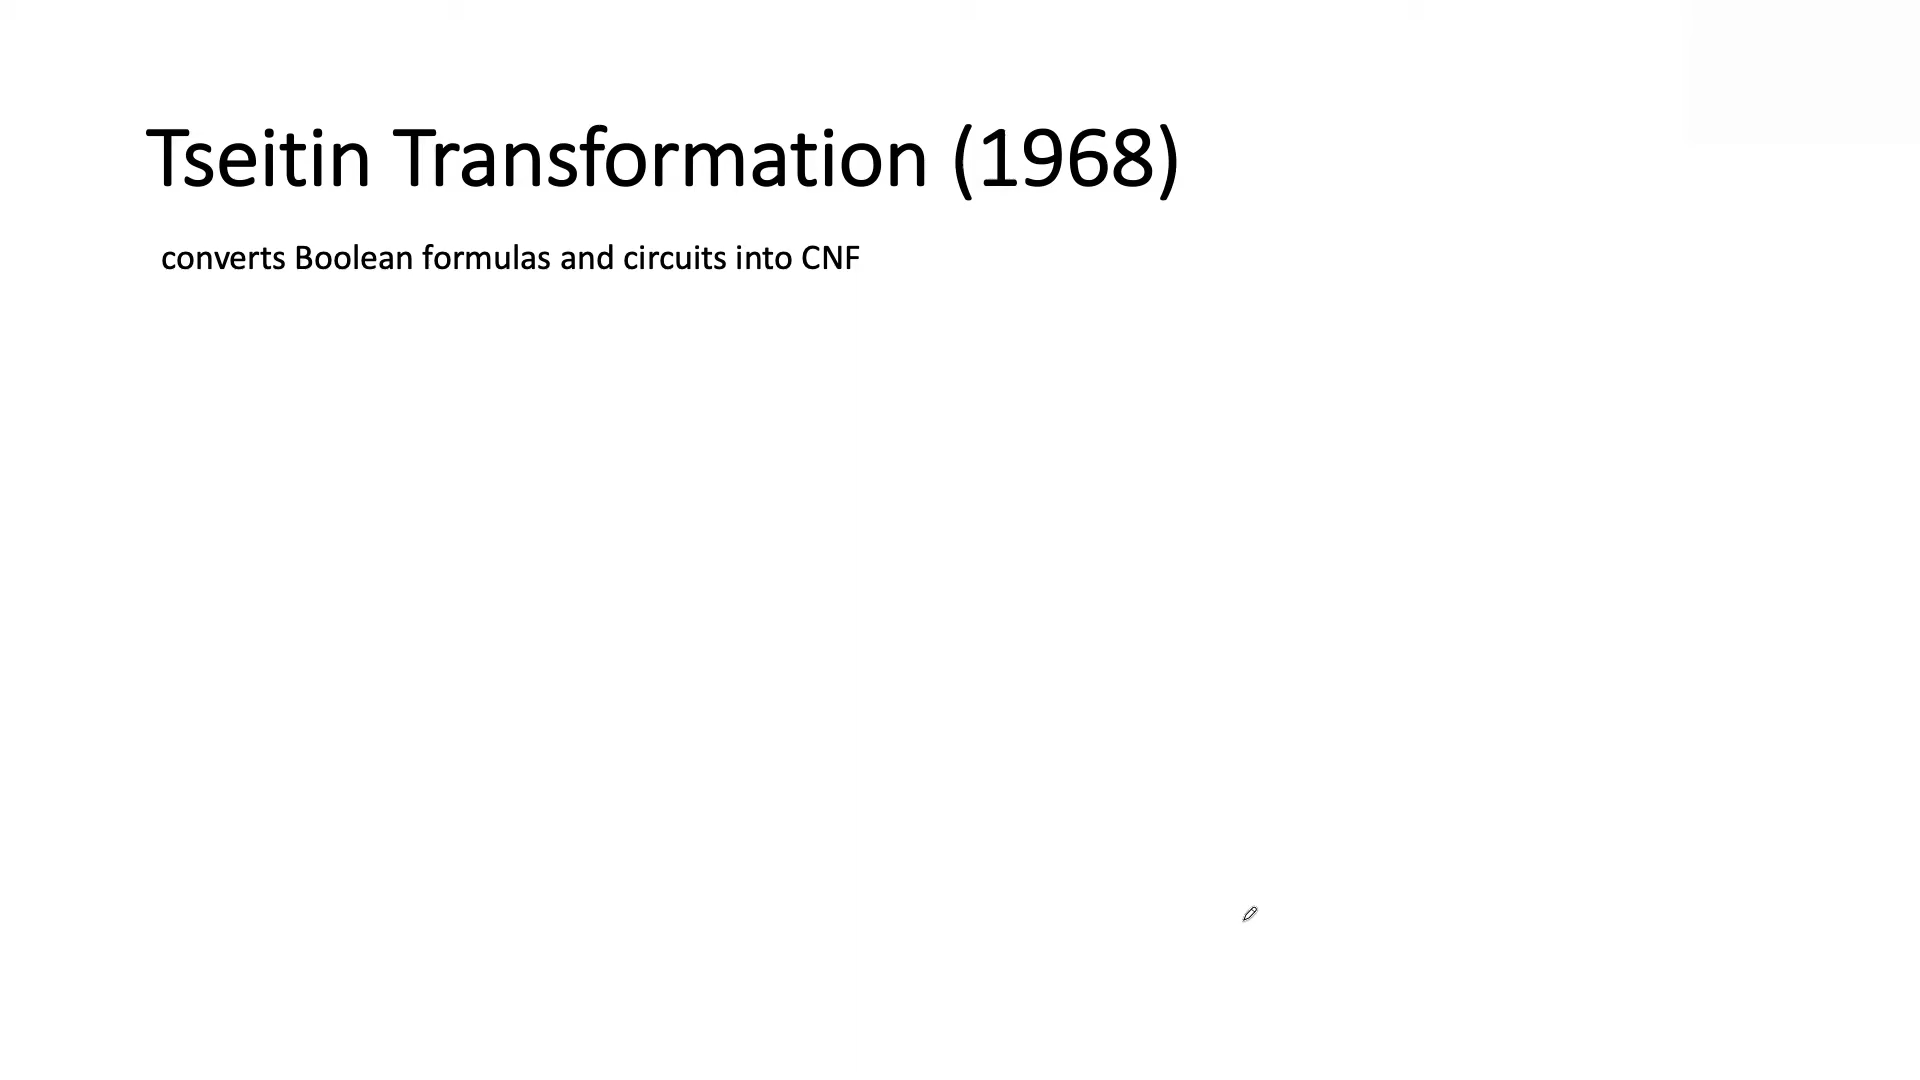 Tseitin Transformation (1968)
converts Boolean formulas and circuits into CNF